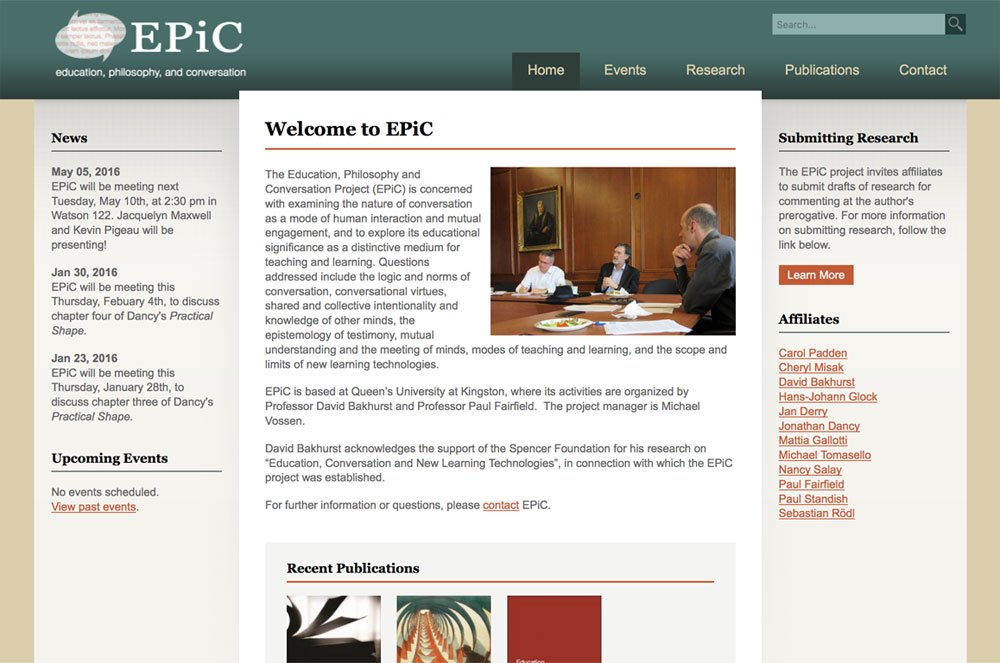 EPiC
education, philosophy, and conversation
Search...
Home
Events
Research
Publications
Contact
News
May 05, 2016
EPiC will be meeting next
Tuesday, May 10th, at 2:30 pm in
Watson 122. Jacquelyn Maxwell
and Kevin Pigeau will be
presenting!
Jan 30, 2016
EPiC will be meeting this
Thursday, Febuary 4th, to discuss
chapter four of Dancy's Practical
Shape.
Jan 23, 2016
EPiC will be meeting this
Thursday, January 28th, to
discuss chapter three of Dancy's
Practical Shape.
Upcoming Events
No events scheduled.
View past events.
Welcome to EPiC
The Education, Philosophy and
Conversation Project (EPiC) is concerned
with examining the nature of conversation
as a mode of human interaction and mutual
engagement, and to explore its educational
significance as a distinctive medium for
teaching and learning. Questions
addressed include the logic and norms of
conversation, conversational virtues,
shared and collective intentionality and
knowledge of other minds, the
epistemology of testimony, mutual
understanding and the meeting of minds, modes of teaching and learning, and the scope and
limits of new learning technologies.
EPiC is based at Queen's University at Kingston, where its activities are organized by
Professor David Bakhurst and Professor Paul Fairfield. The project manager is Michael
Vossen.
David Bakhurst acknowledges the support of the Spencer Foundation for his research on
“Education, Conversation and New Learning Technologies”, in connection with which the EPiC
project was established.
For further information or questions, please contact EPiC.
Recent Publications
Education
Submitting Research
The EPiC project invites affiliates
to submit drafts of research for
commenting at the author's
prerogative. For more information
on submitting research, follow the
link below.
Learn More
Affiliates
Carol Padden
Cheryl Misak
David Bakhurst
Hans-Johann Glock
Jan Derry
Jonathan Dancy
Mattia Gallotti
Michael Tomasello
Nancy Salay
Paul Fairfield
Paul Standish
Sebastian Rödl